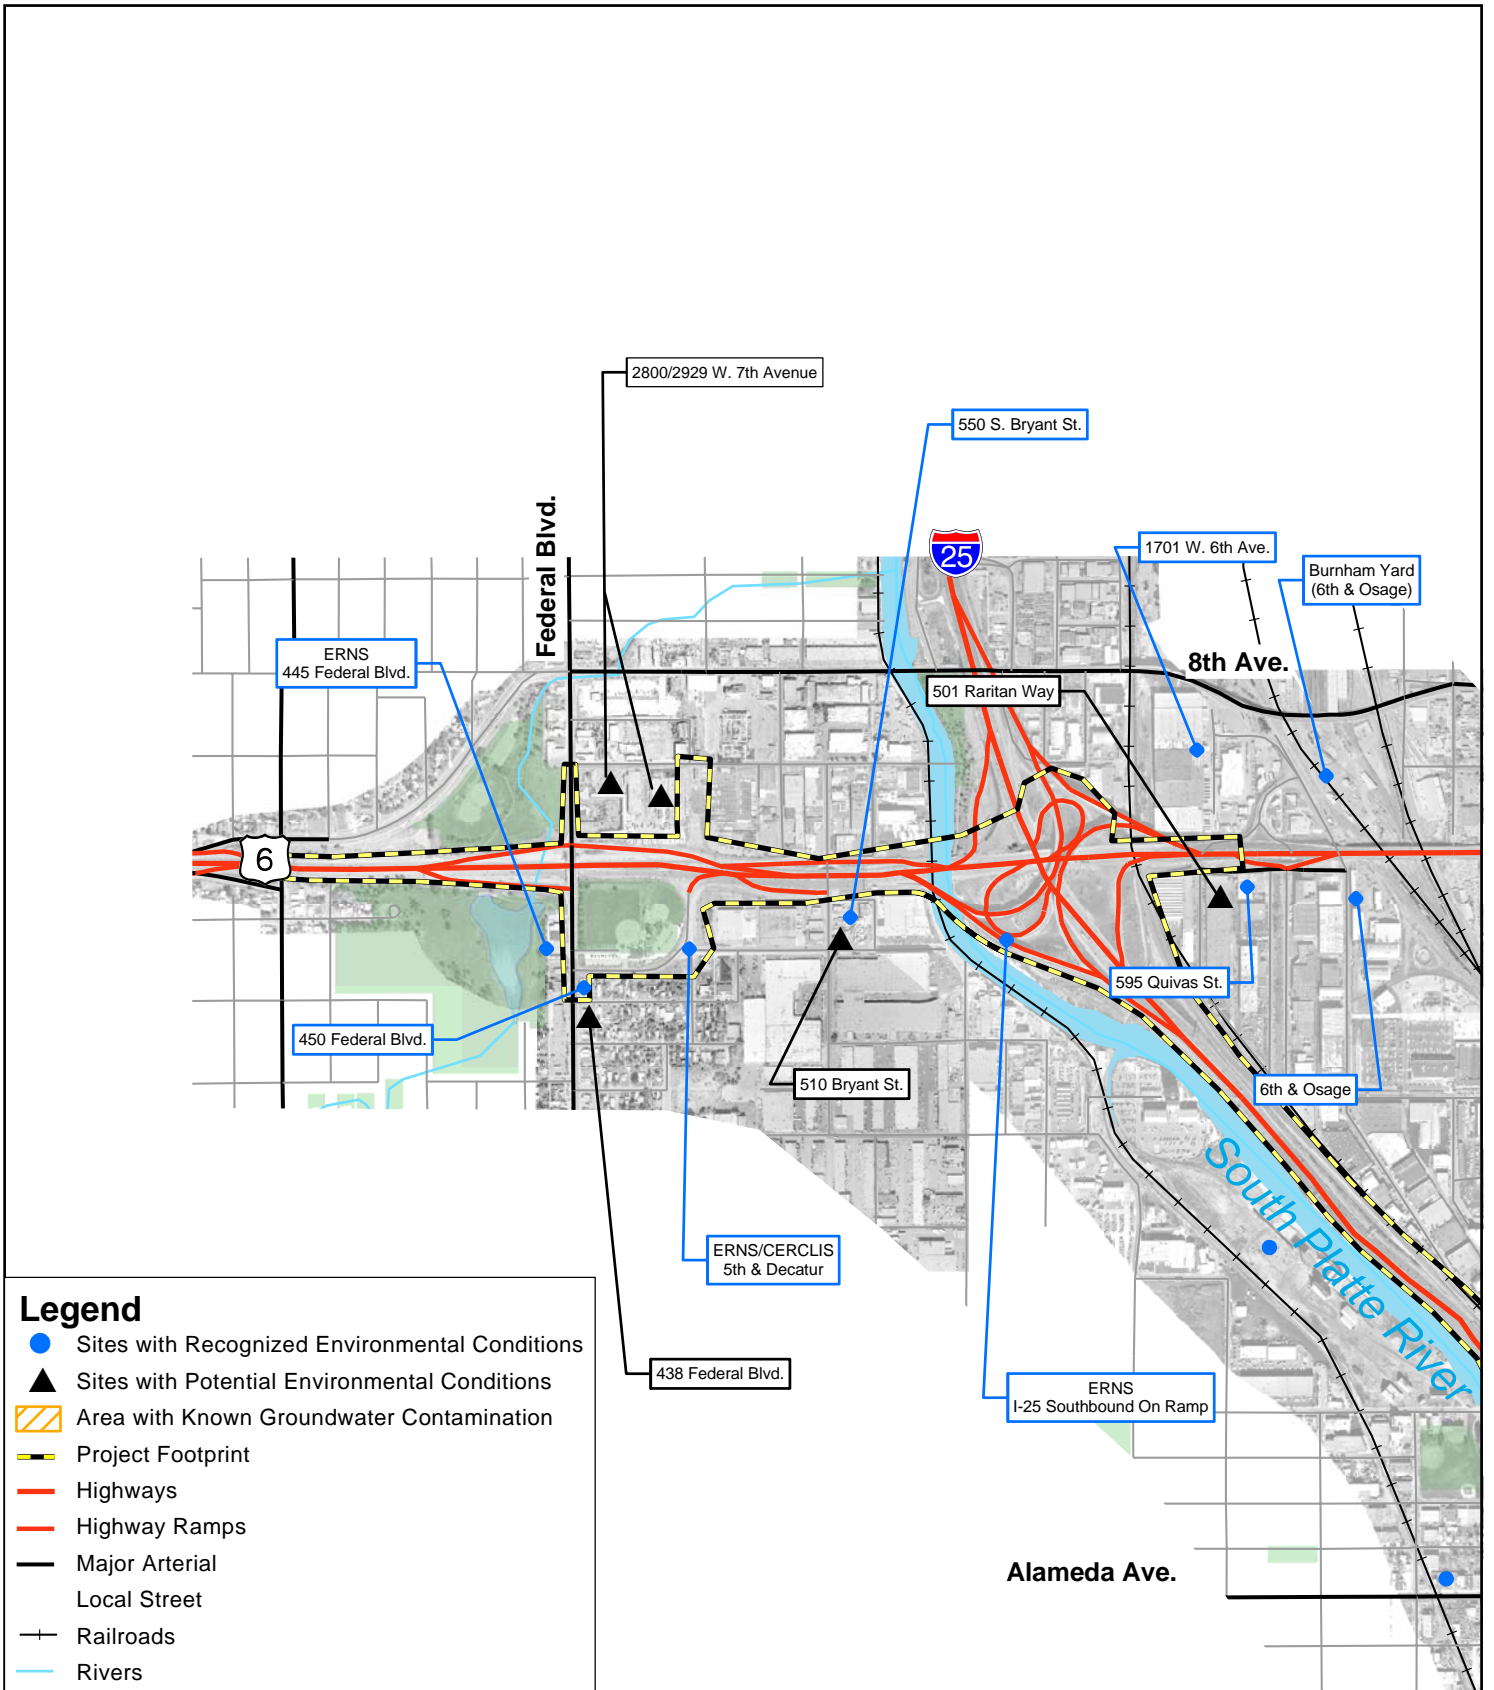 2800/2929 W. 7th Avenue
550 S. Bryant St.
Federal Blvd.
25
1701 W. 6th Ave.
Burnham Yard
(6th & Osage)
ERNS
445 Federal Blvd.
8th Ave.
501 Raritan Way
6
595 Quivas St.
450 Federal Blvd.
510 Bryant St.
6th & Osage
South Platte River
ERNS/CERCLIS
5th & Decatur
438 Federal Blvd.
ERNS
I-25 Southbound On Ramp
Alameda Ave.
Legend
Sites with Recognized Environmental Conditions
Sites with Potential Environmental Conditions
Area with Known Groundwater Contamination
Project Footprint
Highways
Highway Ramps
Major Arterial
Local Street
Railroads
Rivers